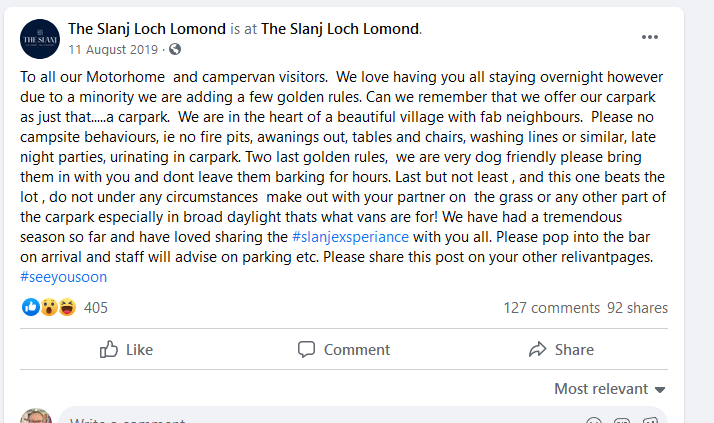 The Slanj Loch Lomond is at The Slanj Loch Lomond.
THE SLANJ
11 August 2019 ·
To all our Motorhome and campervan visitors. We love having you all staying overnight however
due to a minority we are adding a few golden rules. Can we remember that we offer our carpark
as just that.....a carpark. We are in the heart of a beautiful village with fab neighbours. Please no
campsite behaviours, ie no fire pits, awanings out, tables and chairs, washing lines or similar, late
night parties, urinating in carpark. Two last golden rules, we are very dog friendly please bring
them in with you and dont leave them barking for hours. Last but not least , and this one beats the
lot , do not under any circumstances make out with your partner on the grass or any other part of
the carpark especially in broad daylight thats what vans are for! We have had a tremendous
season so far and have loved sharing the #slanjexsperiance with you all. Please pop into the bar
on arrival and staff will advise on parking etc. Please share this post on your other relivantpages.
#seeyousoon
405
127 comments 92 shares
Like Comment Share
Most relevant
Write a comment